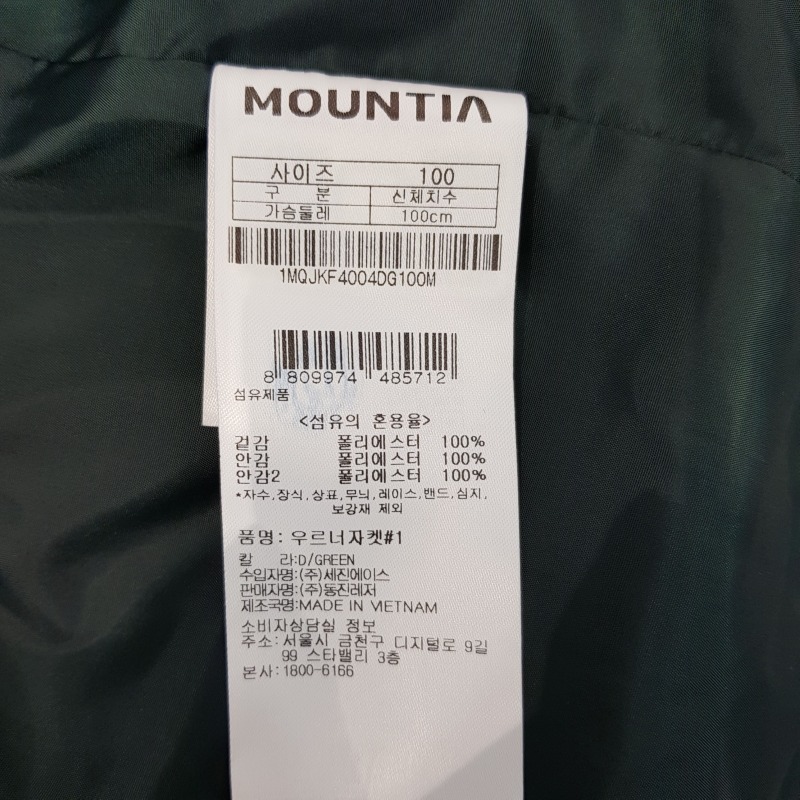 MOUNTIA
사이즈 100
구 분 신체치수
가슴둘레 100cm
1MQJKF4004DG100M
8 809974 485712
섬유제품
<섬유의 혼용율>
겉감 폴리에스터 100%
안감 폴리에스터 100%
안감2 폴리에스터 100%
*자수,장식,상표,무늬,레이스,밴드,심지,
보강재 제외
품명:우르너자켓#1
칼 라:D/GREEN
수입자명:(주)세진에이스
판매자명:(주)동진레저
제조국명:MADE IN VIETNAM
소비자상담실 정보
주소:서울시 금천구 디지털로 9길
99 스타밸리 3층
본사:1800-6166